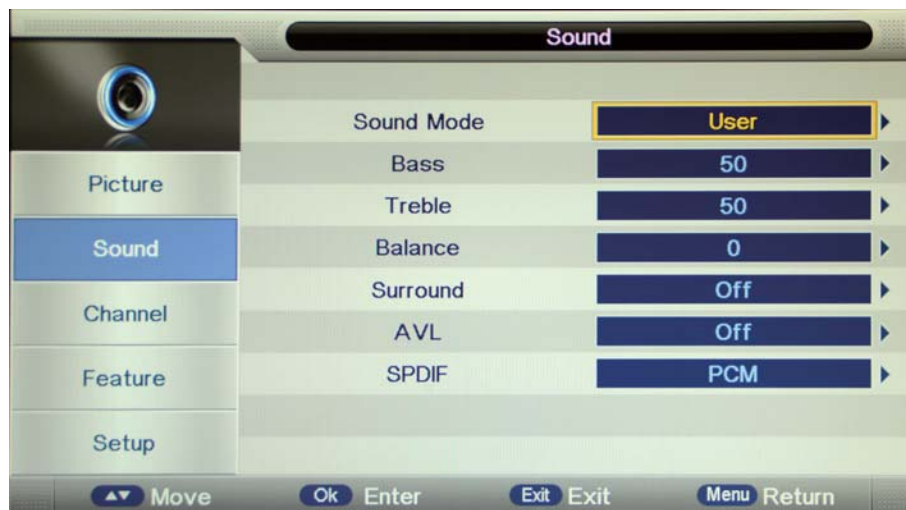 Sound
Sound Mode User
Bass 50
Picture
Treble 50
Sound
Balance 0
Surround Off
Channel
AVL Off
Feature
SPDIF PCM
Setup
Move Ok Enter Exit Exit Menu Return